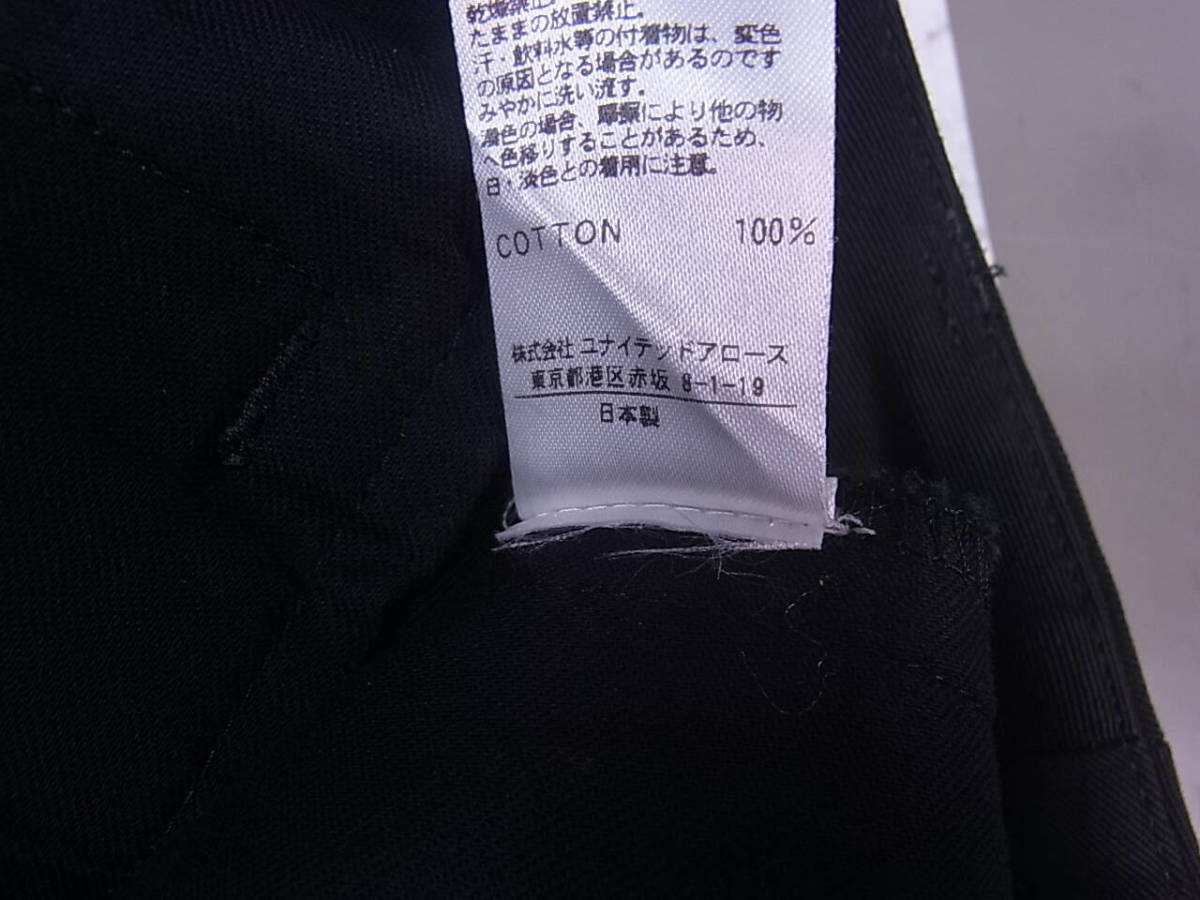 乾燥禁止。
たままの放置禁止。
汗・飲料水等の付着物は、変色
の原因となる場合があるのです
みやかに洗い流す。
濃色の場合、摩擦により他の物
へ色移りすることがあるため、
白・淡色との着用に注意。
COTTON 100%
株式会社 ユナイテッドアローズ
東京都港区赤坂 8-1-19
日本製